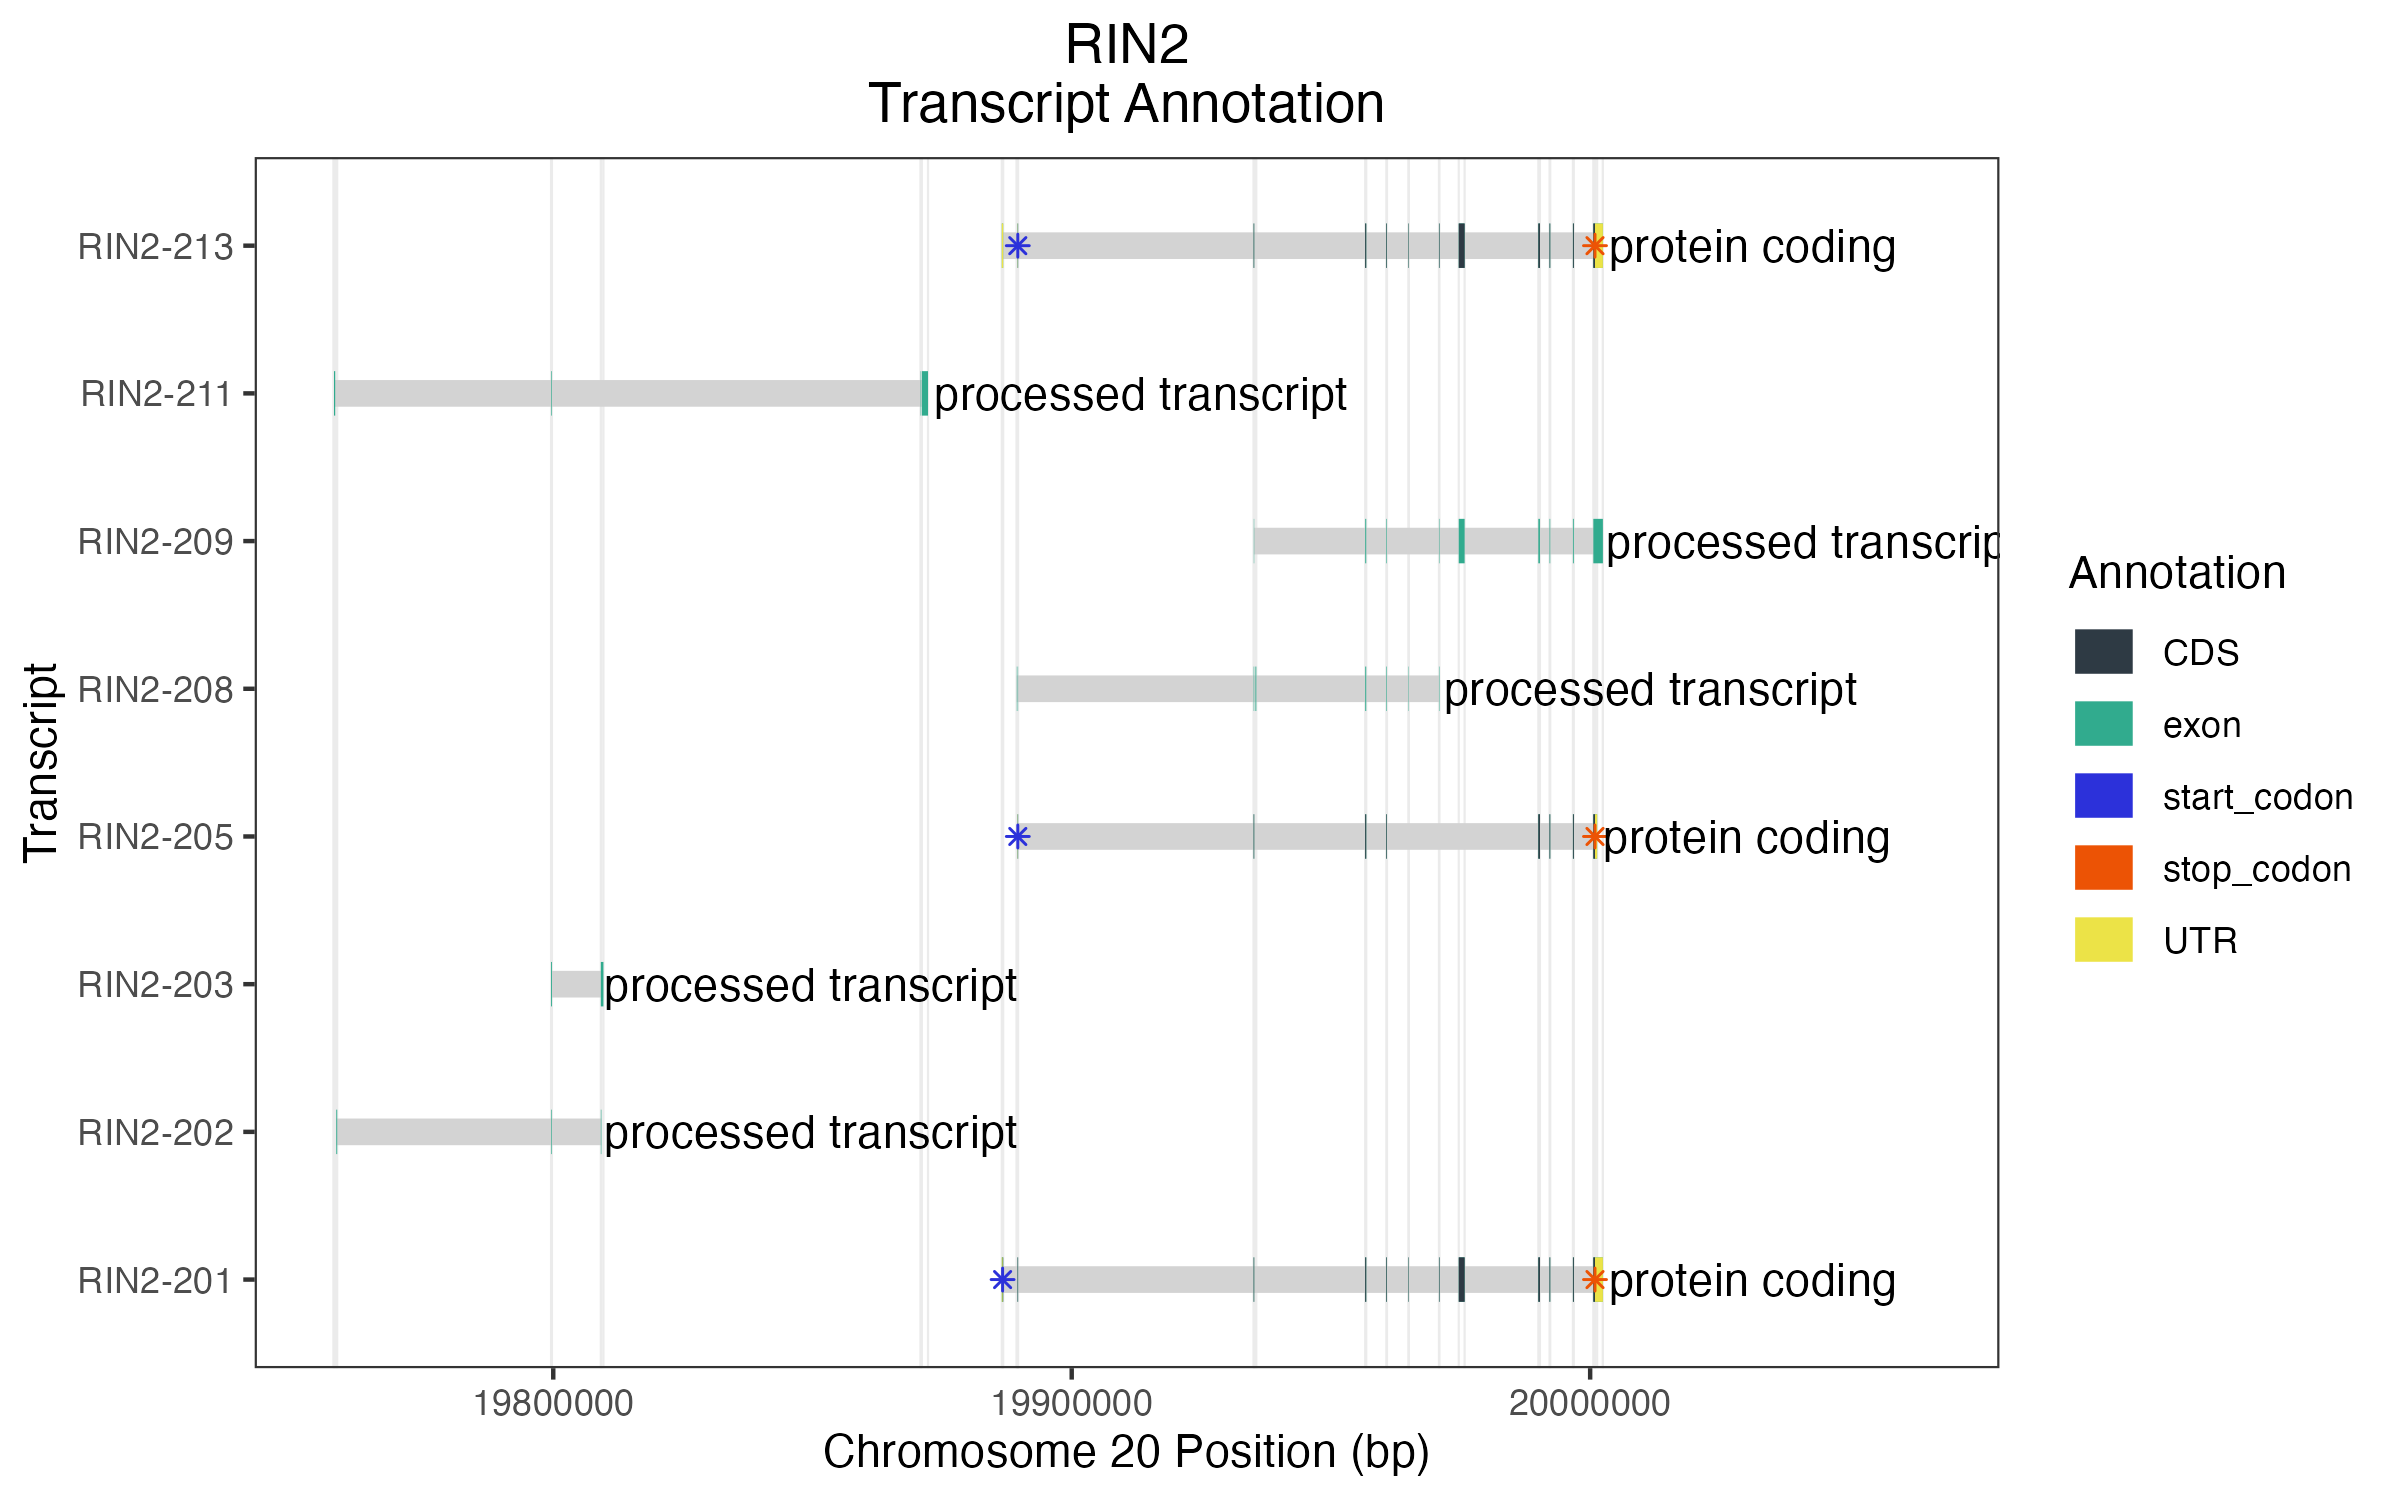 RIN2
Transcript Annotation
Transcript
RIN2-213
protein coding
RIN2-211
processed transcript
RIN2-209
processed transcrip
RIN2-208
processed transcript
RIN2-205
protein coding
RIN2-203
processed transcript
RIN2-202
processed transcript
RIN2-201
protein coding
19800000
19900000
20000000
Chromosome 20 Position (bp)
Annotation
CDS
exon
start_codon
stop_codon
UTR